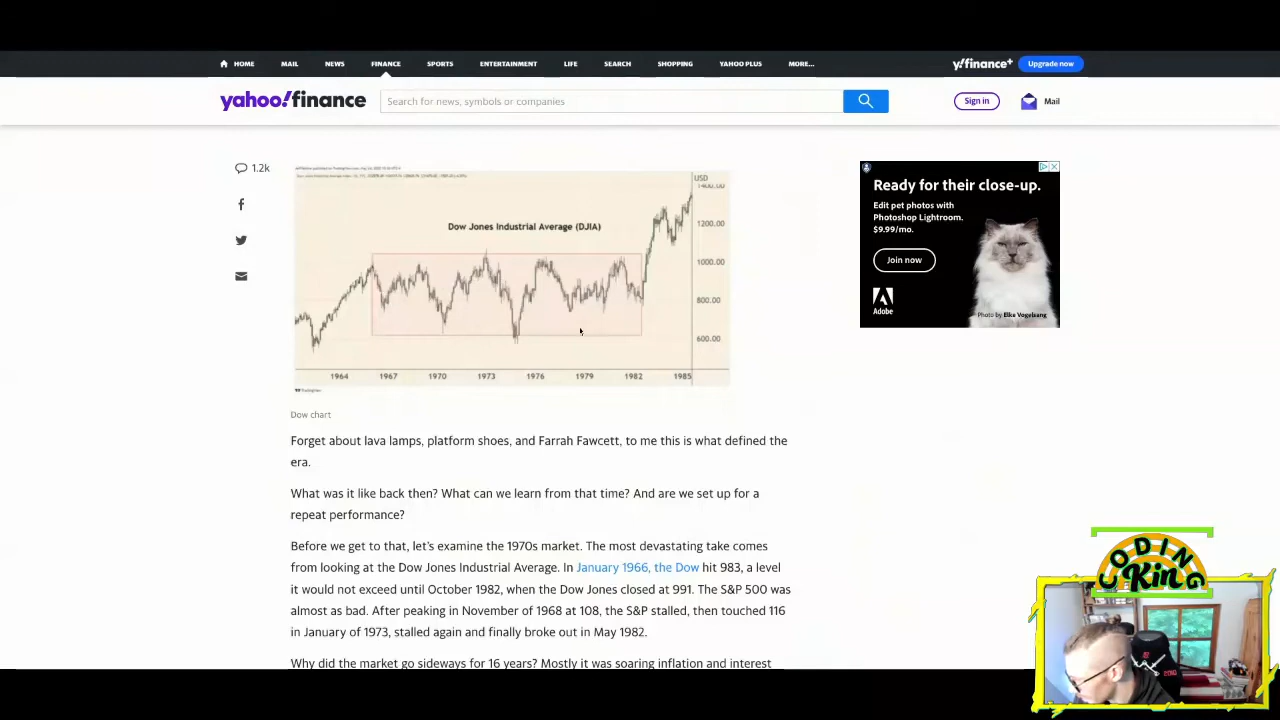 HOME MAIL NEWS FINANCE SPORTS ENTERTAINMENT LIFE SEARCH SHOPPING YAHOO PLUS MORE... y!finance+ Upgrade now
yahoo!finance Search for news, symbols or companies Sign in Mail
1.2k
USD
1400.00
Dow Jones Industrial Average (DJIA)
1200.00
1000.00
800.00
600.00
1964 1967 1970 1973 1976 1979 1982 1985
Dow chart
Ready for their close-up.
Edit pet photos with
Photoshop Lightroom.
$9.99/mo.
Join now
Adobe
Photo by Elke Vogelsang
Forget about lava lamps, platform shoes, and Farrah Fawcett, to me this is what defined the
era.
What was it like back then? What can we learn from that time? And are we set up for a
repeat performance?
Before we get to that, let's examine the 1970s market. The most devastating take comes
from looking at the Dow Jones Industrial Average. In January 1966, the Dow hit 983, a level
it would not exceed until October 1982, when the Dow Jones closed at 991. The S&P 500 was
almost as bad. After peaking in November of 1968 at 108, the S&P stalled, then touched 116
in January of 1973, stalled again and finally broke out in May 1982.
Why did the market go sideways for 16 years? Mostly it was soaring inflation and interest
CODING
KinG